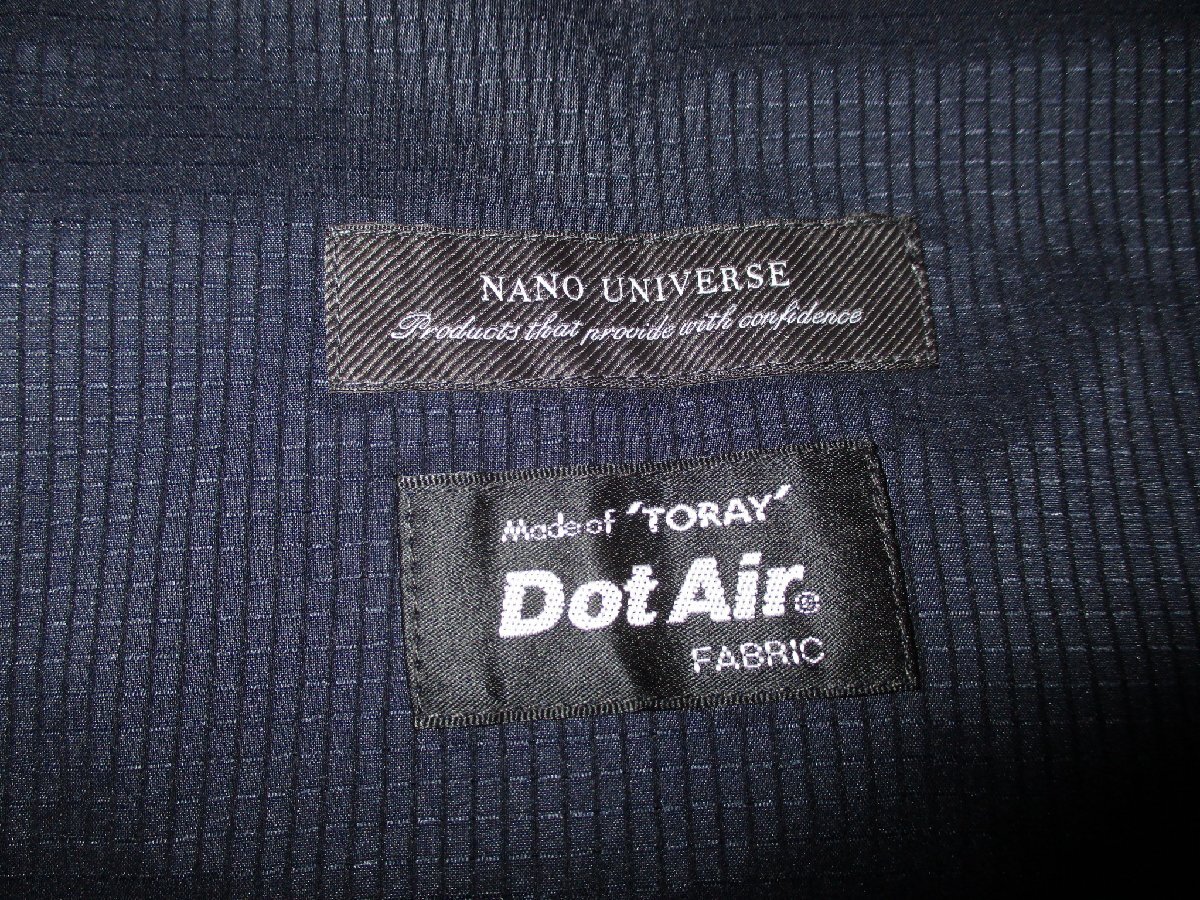 NANO UNIVERSE
Products that provide with confidence
Made of 'TORAY'
Dot Air®
FABRIC